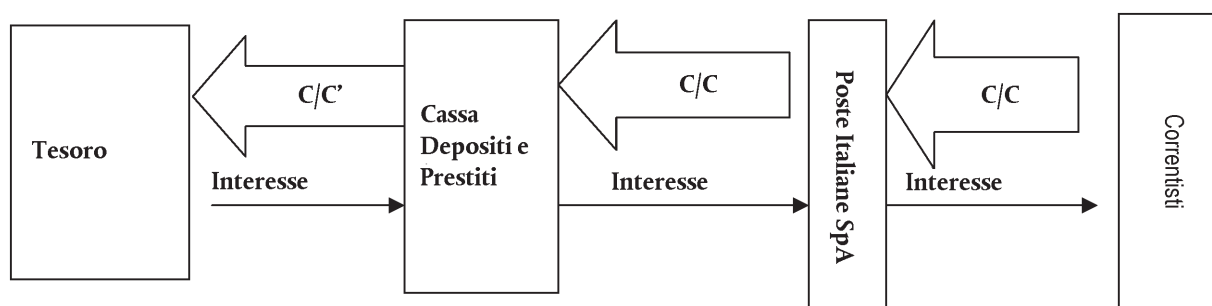 Tesoro
C/C'
Interesse
Cassa
Depositi e
Prestiti
C/C
Interesse
Poste Italiane SpA
C/C
Interesse
Correntisti